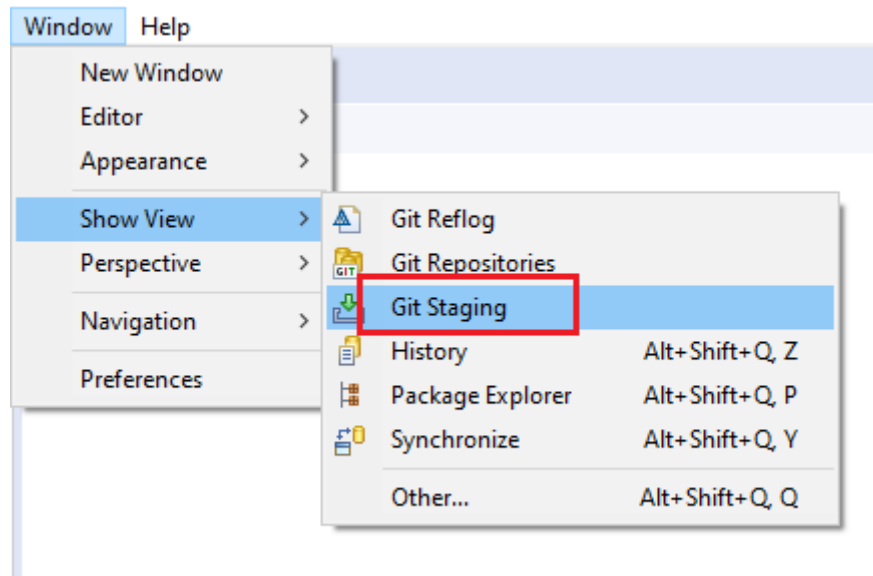 Window Help
New Window
Editor
Appearance
Show View
Perspective
Navigation
Preferences
Git Reflog
GIT
Git Repositories
Git Staging
History Alt+Shift+Q, Z
Package Explorer Alt+Shift+Q, P
Synchronize Alt+Shift+Q, Y
Other... Alt+Shift+Q, Q